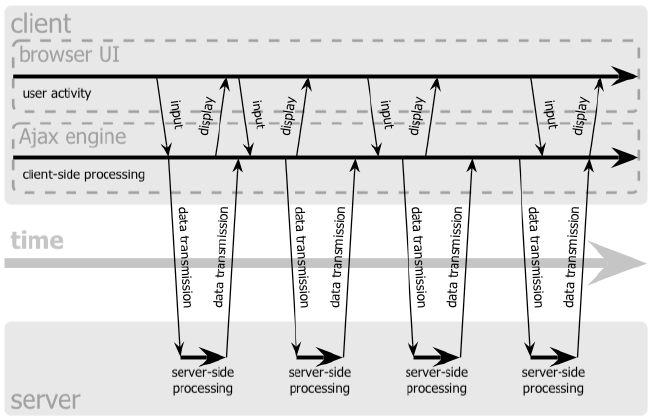 client
browser UI
user activity
input
display
input
display
input
display
input
display
Ajax engine
client-side processing
data transmission
data transmission
data transmission
data transmission
data transmission
data transmission
data transmission
data transmission
time
server-side
processing
server-side
processing
server-side
processing
server-side
processing
server